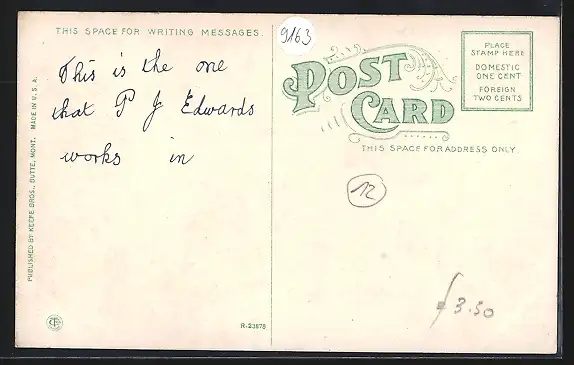 THIS SPACE FOR WRITING MESSAGES.
This is the one
that P J Edwards
works in
PUBLISHED BY KEEFE BROS., BUTTE, MONT. MADE IN U.S.A.
R-23878
9163
POST
CARD
THIS SPACE FOR ADDRESS ONLY
PLACE
STAMP HERE
DOMESTIC
ONE CENT
FOREIGN
TWO CENTS
12
3.50